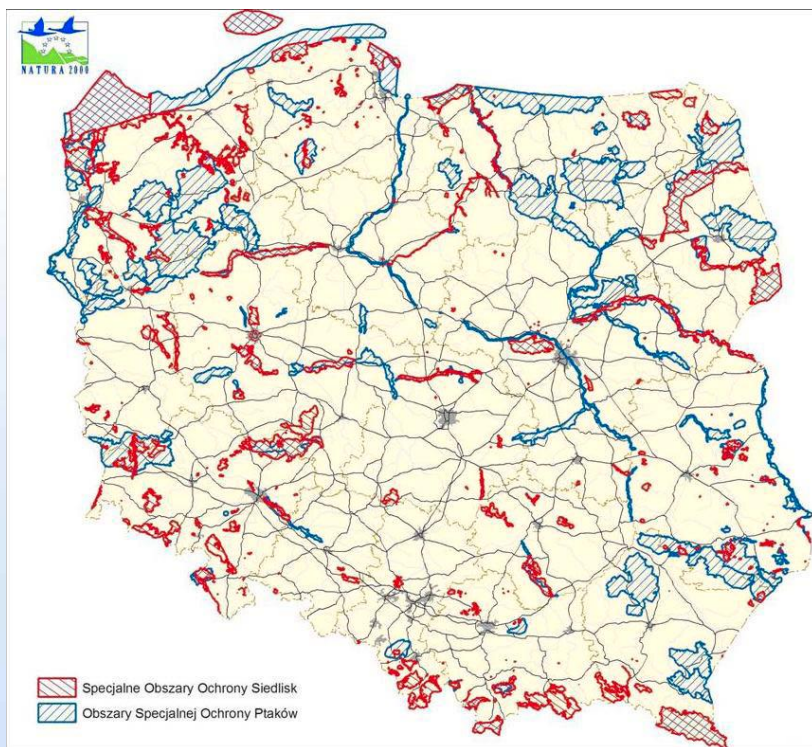 NATURA 2000
Specjalne Obszary Ochrony Siedlisk
Obszary Specjalnej Ochrony Ptaków